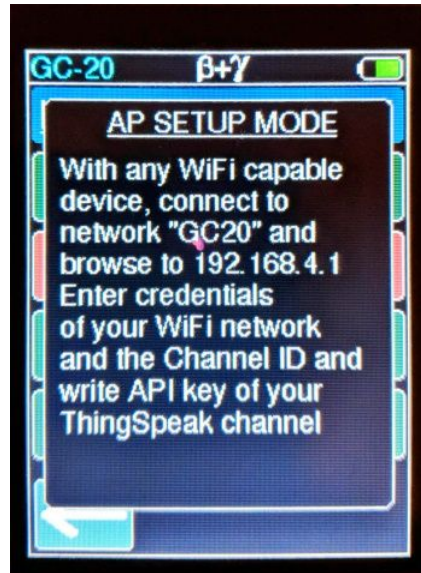 GC-20 β+γ
AP SETUP MODE
With any WiFi capable
device, connect to
network "GC20" and
browse to 192.168.4.1
Enter credentials
of your WiFi network
and the Channel ID and
write API key of your
ThingSpeak channel